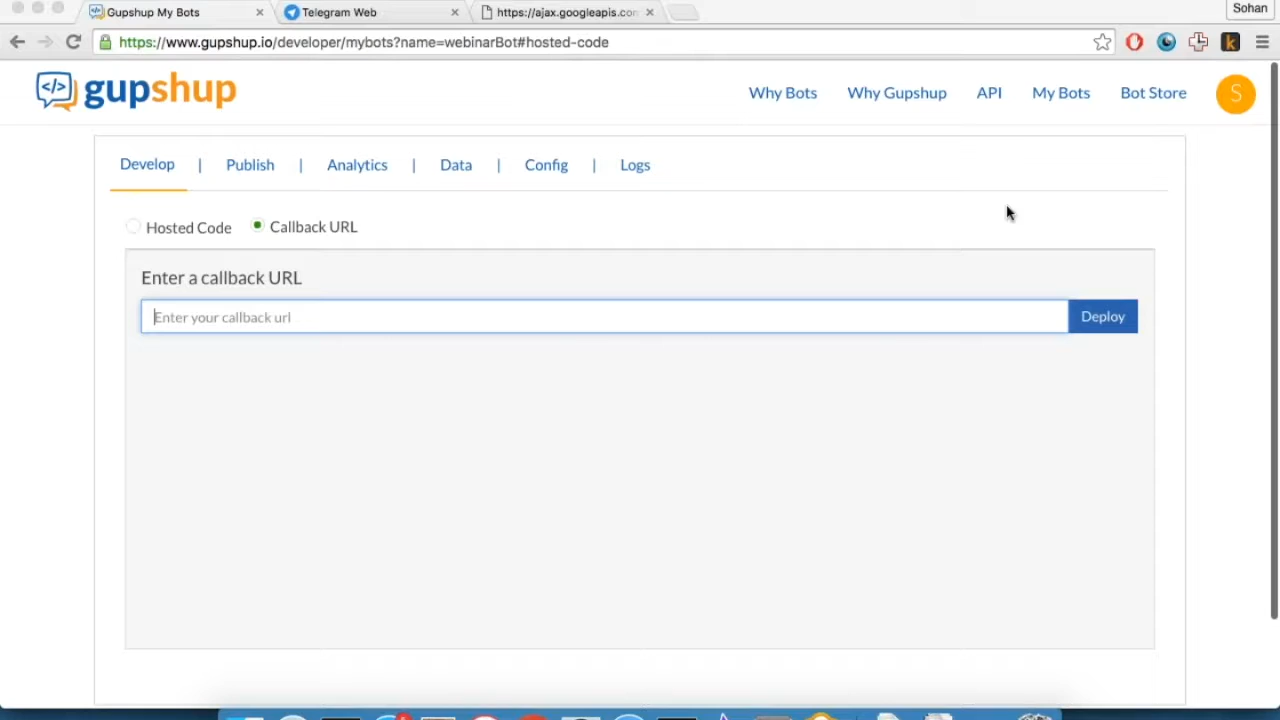 Gupshup My Bots
Telegram Web
https://ajax.googleapis.con
Sohan
https://www.gupshup.io/developer/mybots?name=webinarBot#hosted-code
k
</> gupshup
Why Bots
Why Gupshup
API
My Bots
Bot Store
S
Develop | Publish | Analytics | Data | Config | Logs
Hosted Code
Callback URL
Enter a callback URL
Enter your callback url
Deploy